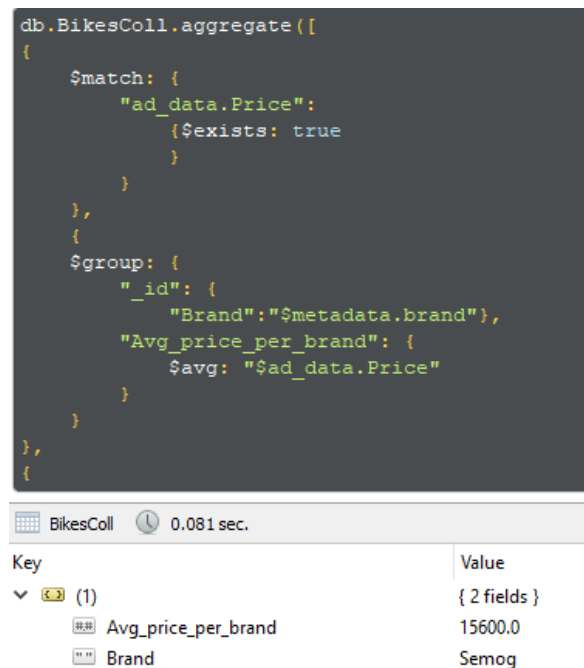 db.BikesColl.aggregate([
{
    $match: {
        "ad_data.Price":
            {$exists: true
            }
        }
    },
    {
    $group: {
        "_id": {
            "Brand":"$metadata.brand"},
        "Avg_price_per_brand": {
            $avg: "$ad_data.Price"
        }
    }
},
{
BikesColl 0.081 sec.
Key Value
(1) { 2 fields }
#.# Avg_price_per_brand 15600.0
"" Brand Semog